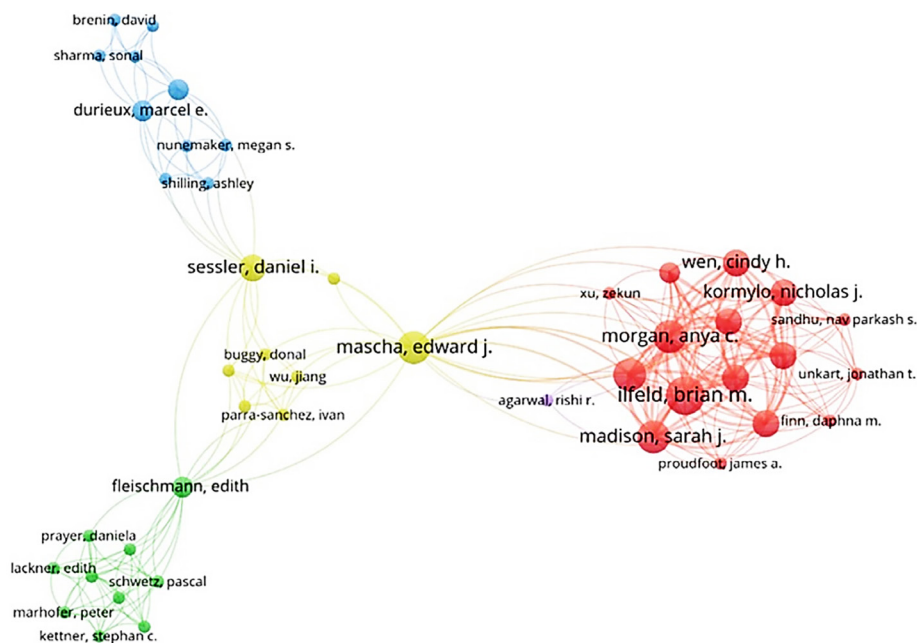 brenin, david
sharma, sonal
durieux, marcel e.
nunemaker, megan s.
shilling, ashley
sessler, daniel i.
wen, cindy h.
xu, zekun
kormylo, nicholas j.
sandhu, nav parkash s.
morgan, anya c.
mascha, edward j.
buggy, donal
wu, jiang
unkart, jonathan t.
ilfeld, brian m.
agarwal, rishi r.
parra-sanchez, ivan
finn, daphna m.
madison, sarah j.
proudfoot, james a.
fleischmann, edith
prayer, daniela
lackner, edith
schwetz, pascal
marhofer, peter
kettner, stephan c.